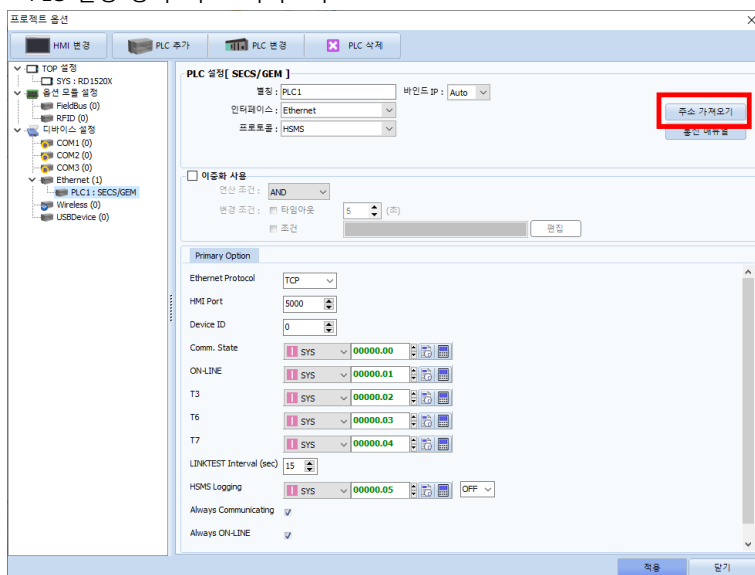 프로젝트 옵션
HMI 변경
PLC 추가
PLC 변경
PLC 삭제
TOP 설정
SYS : RD1520X
옵션 모듈 설정
FieldBus (0)
RFID (0)
디바이스 설정
COM1 (0)
COM2 (0)
COM3 (0)
Ethernet (1)
PLC1 : SECS/GEM
Wireless (0)
USBDevice (0)
PLC 설정[ SECS/GEM ]
별칭 : PLC1 바인드 IP : Auto
인터페이스 : Ethernet
프로토콜 : HSMS
주소 가져오기
통신 매뉴얼
이중화 사용
연산 조건 : AND
변경 조건 : 타임아웃 5 (초)
조건 편집
Primary Option
Ethernet Protocol TCP
HMI Port 5000
Device ID 0
Comm. State SYS 00000.00
ON-LINE SYS 00000.01
T3 SYS 00000.02
T6 SYS 00000.03
T7 SYS 00000.04
LINKTEST Interval (sec) 15
HSMS Logging SYS 00000.05 OFF
Always Communicating
Always ON-LINE
적용 닫기